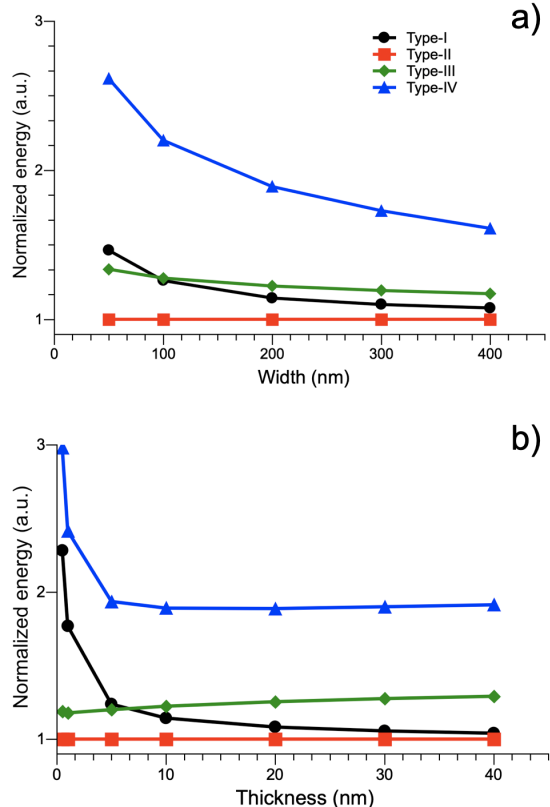 a)
3
Type-I
Type-II
Type-III
Type-IV
2
1
Normalized energy (a.u.)
0 100 200 300 400
Width (nm)
b)
3
2
1
Normalized energy (a.u.)
0 10 20 30 40
Thickness (nm)